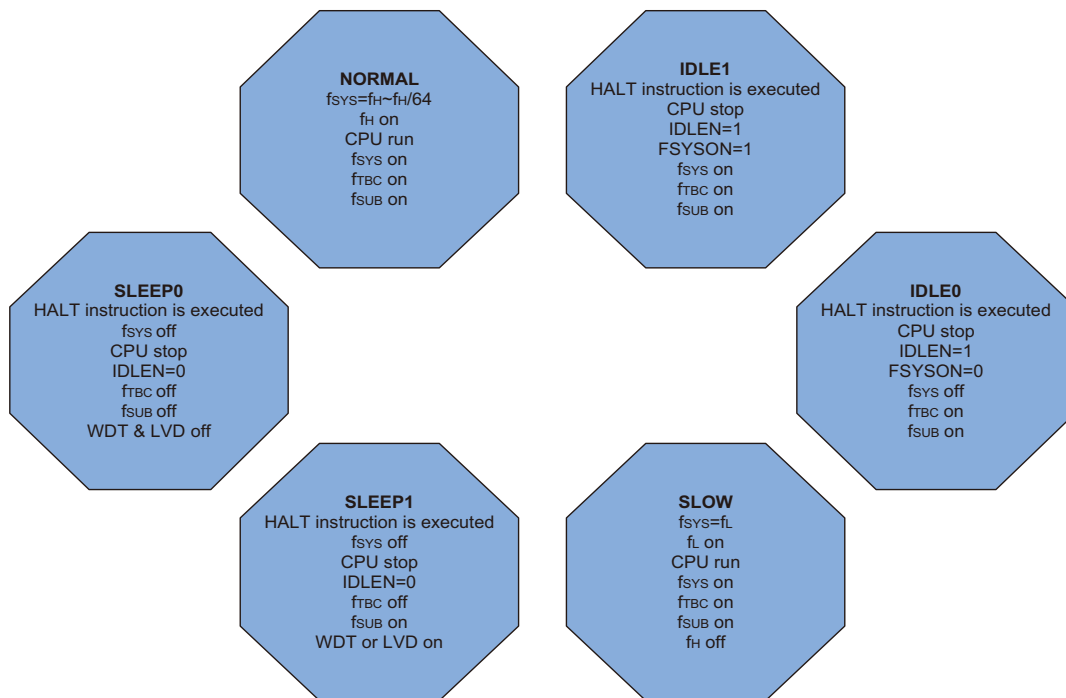 NORMAL
fSYS=fH~fH/64
fH on
CPU run
fSYS on
fTBC on
fSUB on
IDLE1
HALT instruction is executed
CPU stop
IDLEN=1
FSYSON=1
fSYS on
fTBC on
fSUB on
SLEEP0
HALT instruction is executed
fSYS off
CPU stop
IDLEN=0
fTBC off
fSUB off
WDT & LVD off
IDLE0
HALT instruction is executed
CPU stop
IDLEN=1
FSYSON=0
fSYS off
fTBC on
fSUB on
SLEEP1
HALT instruction is executed
fSYS off
CPU stop
IDLEN=0
fTBC off
fSUB on
WDT or LVD on
SLOW
fSYS=fL
fL on
CPU run
fSYS on
fTBC on
fSUB on
fH off